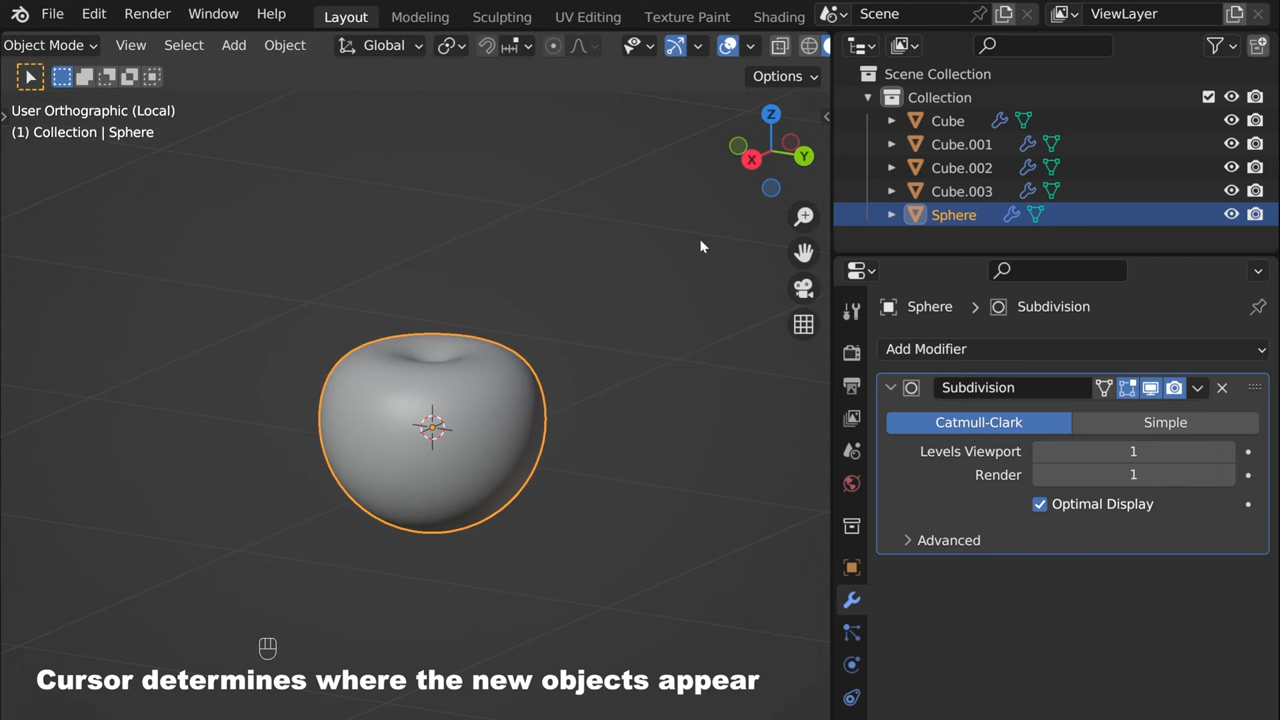 File Edit Render Window Help Layout Modeling Sculpting UV Editing Texture Paint Shading Scene ViewLayer
Object Mode View Select Add Object Global
Options
User Orthographic (Local)
(1) Collection | Sphere
Z
X
Y
Scene Collection
Collection
Cube
Cube.001
Cube.002
Cube.003
Sphere
Sphere Subdivision
Add Modifier
Subdivision
Catmull-Clark Simple
Levels Viewport 1
Render 1
Optimal Display
Advanced
Cursor determines where the new objects appear